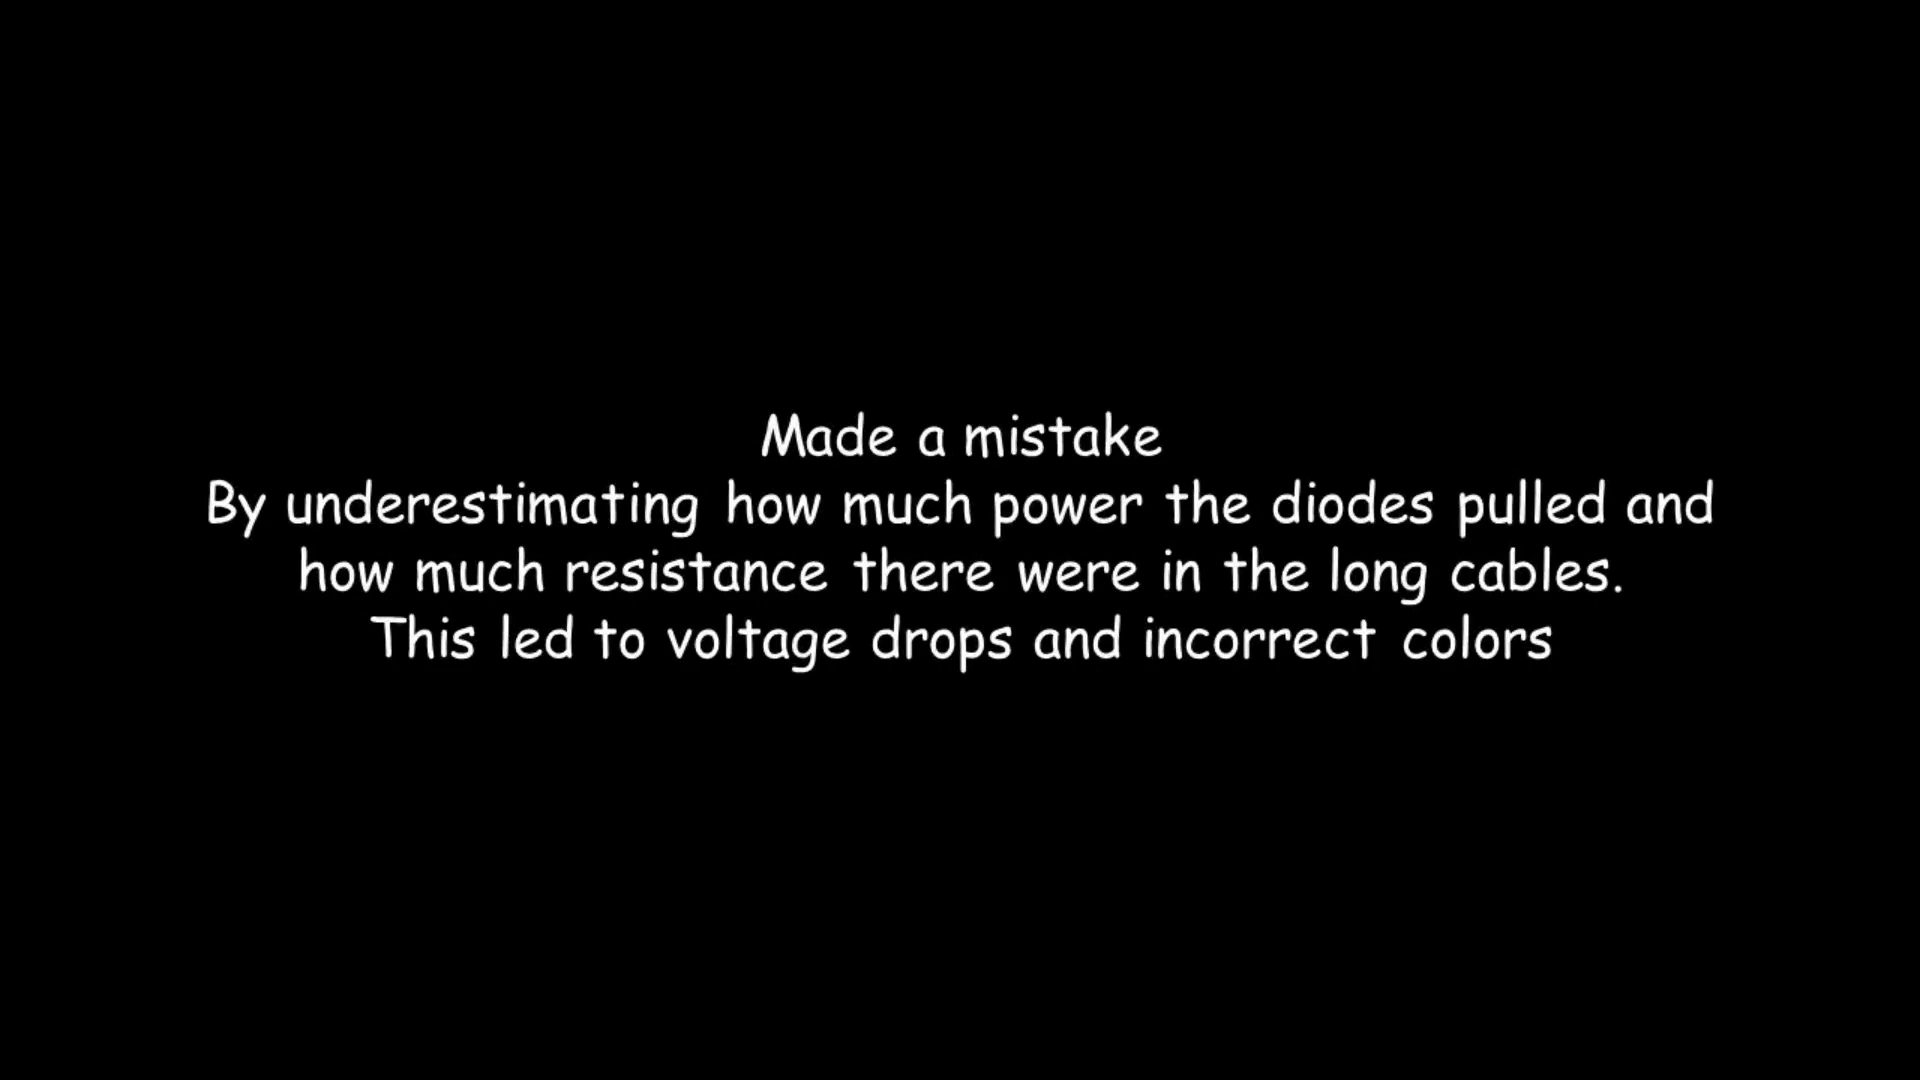 Made a mistake
By underestimating how much power the diodes pulled and
how much resistance there were in the long cables.
This led to voltage drops and incorrect colors